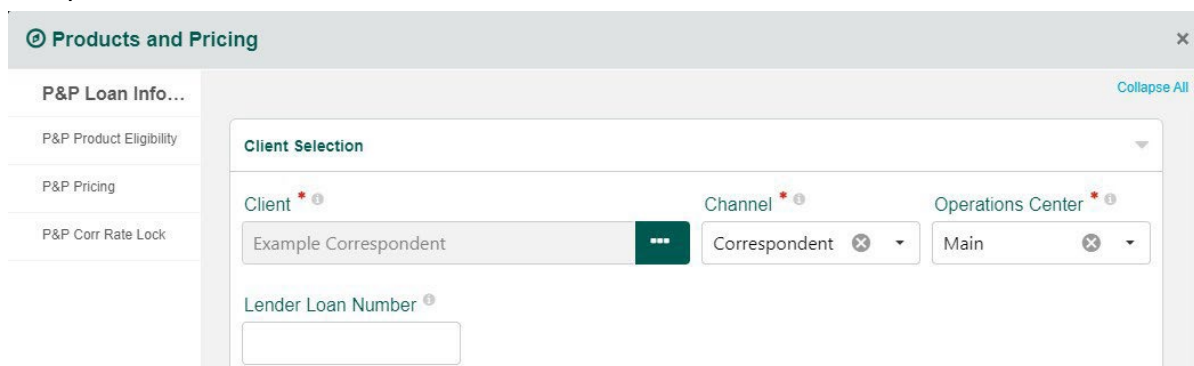 Products and Pricing
P&P Loan Info...
Collapse All
P&P Product Eligibility
P&P Pricing
P&P Corr Rate Lock
Client Selection
Client *
Channel *
Operations Center *
Example Correspondent
Correspondent
Main
Lender Loan Number